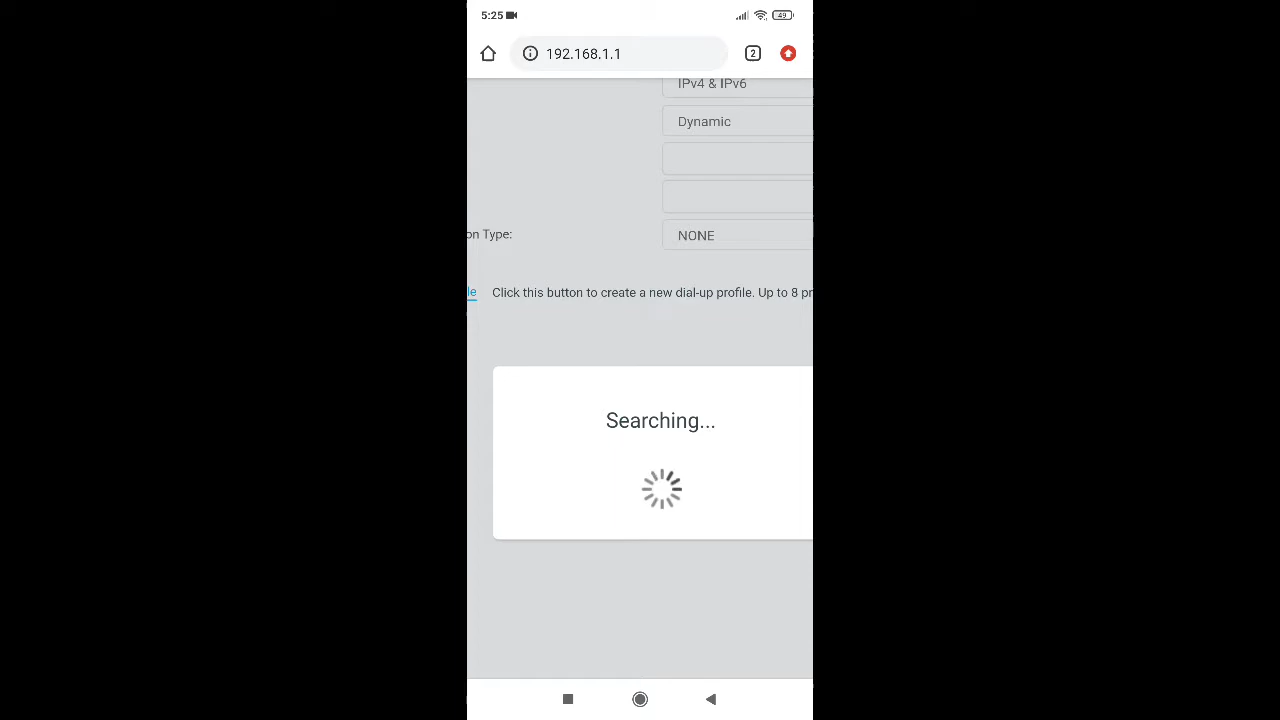 5:25
49
192.168.1.1
2
IPv4 & IPv6
Dynamic
on Type:
NONE
le
Click this button to create a new dial-up profile. Up to 8 pr
Searching...